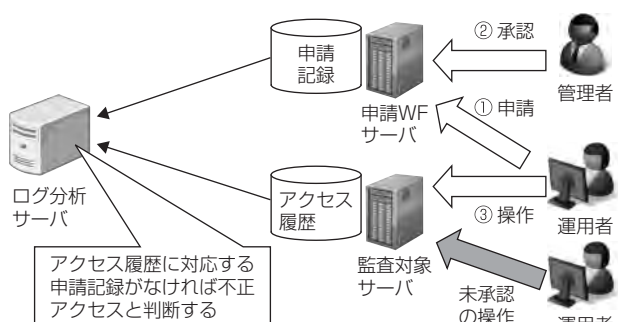 申請
記録
② 承認
管理者
申請WF
サーバ
① 申請
ログ分析
サーバ
アクセス
履歴
③ 操作
運用者
監査対象
サーバ
未承認
の操作
運用者
アクセス履歴に対応する
申請記録がなければ不正
アクセスと判断する